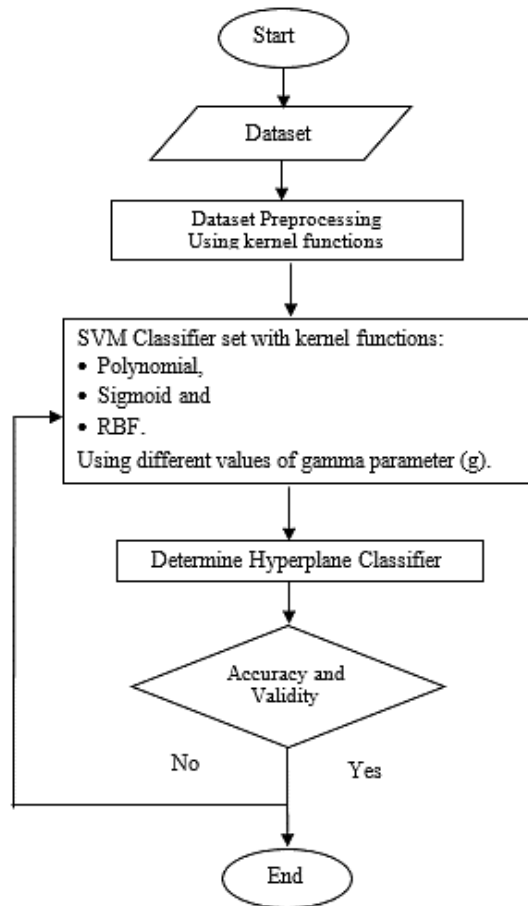 Start
Dataset
Dataset Preprocessing
Using kernel functions
SVM Classifier set with kernel functions:
• Polynomial,
• Sigmoid and
• RBF.
Using different values of gamma parameter (g).
Determine Hyperplane Classifier
Accuracy and
Validity
No
Yes
End